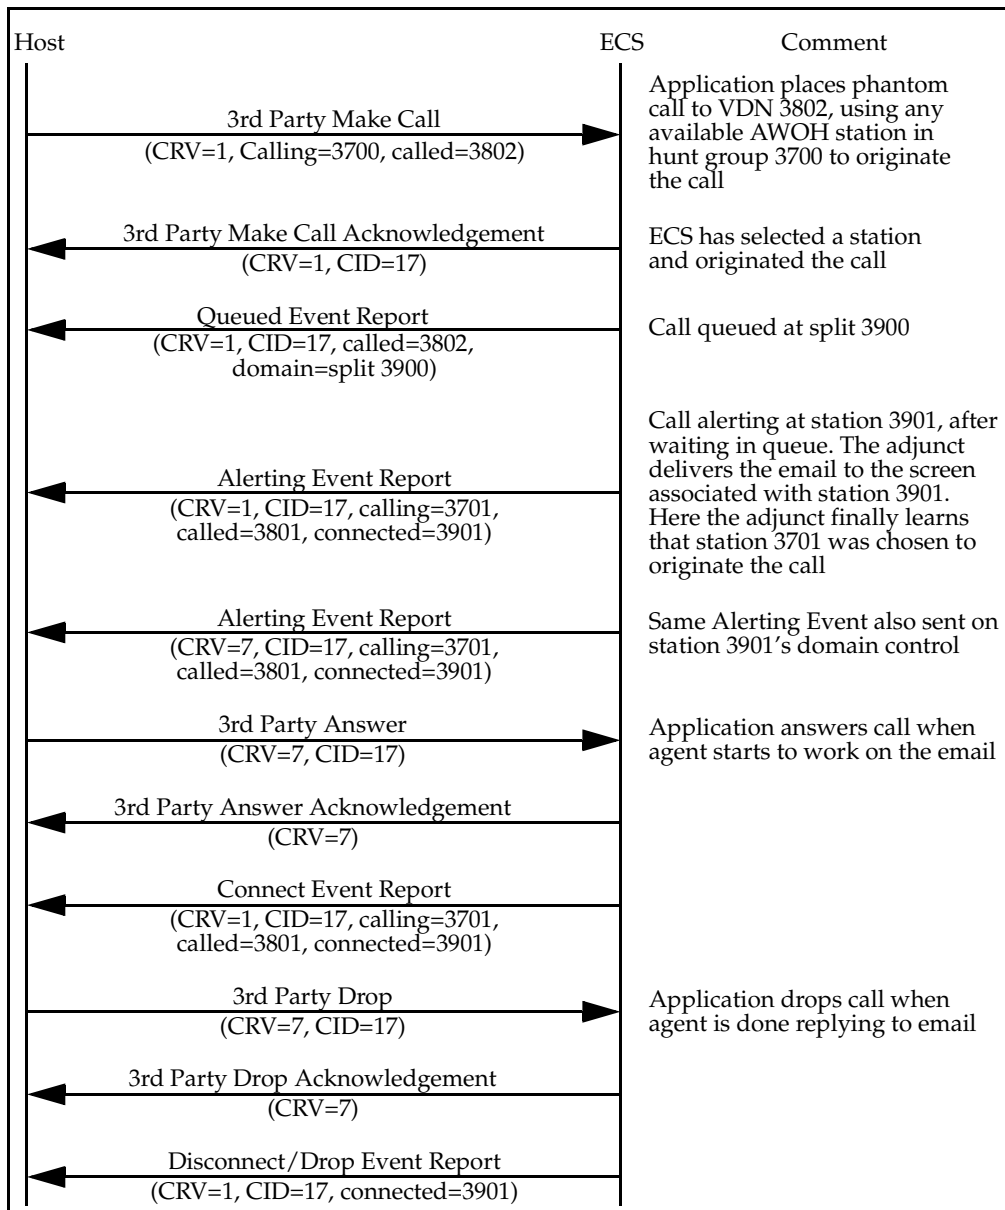 Host
ECS
Comment
3rd Party Make Call
(CRV=1, Calling=3700, called=3802)
Application places phantom
call to VDN 3802, using any
available AWOH station in
hunt group 3700 to originate
the call
3rd Party Make Call Acknowledgement
(CRV=1, CID=17)
ECS has selected a station
and originated the call
Queued Event Report
(CRV=1, CID=17, called=3802,
domain=split 3900)
Call queued at split 3900
Alerting Event Report
(CRV=1, CID=17, calling=3701,
called=3801, connected=3901)
Call alerting at station 3901, after
waiting in queue. The adjunct
delivers the email to the screen
associated with station 3901.
Here the adjunct finally learns
that station 3701 was chosen to
originate the call
Alerting Event Report
(CRV=7, CID=17, calling=3701,
called=3801, connected=3901)
Same Alerting Event also sent on
station 3901's domain control
3rd Party Answer
(CRV=7, CID=17)
Application answers call when
agent starts to work on the email
3rd Party Answer Acknowledgement
(CRV=7)
Connect Event Report
(CRV=1, CID=17, calling=3701,
called=3801, connected=3901)
3rd Party Drop
(CRV=7, CID=17)
Application drops call when
agent is done replying to email
3rd Party Drop Acknowledgement
(CRV=7)
Disconnect/Drop Event Report
(CRV=1, CID=17, connected=3901)